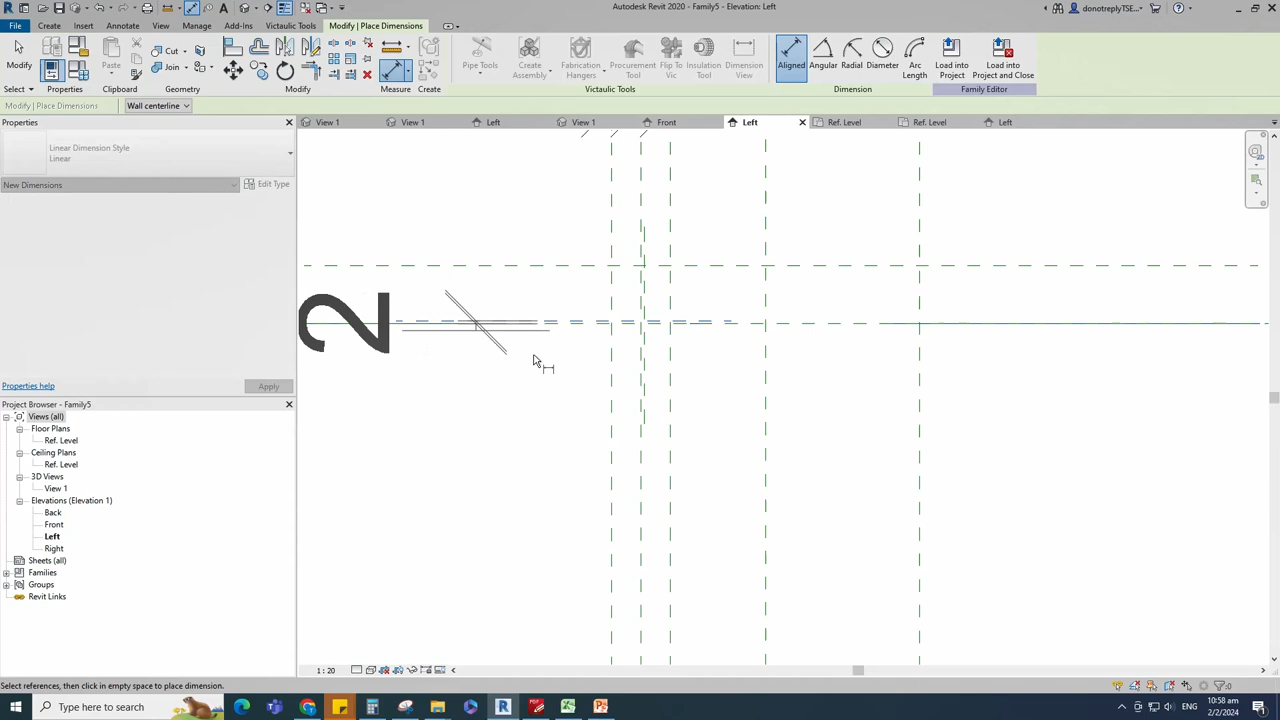 Autodesk Revit 2020 - Family5 - Elevation: Left
donotreplyTSE...
File Create Insert Annotate View Manage Add-Ins Victaulic Tools Modify | Place Dimensions
Modify
Select
Properties
Paste
Clipboard
Cut
Join
Geometry
Modify
Measure
Create
Pipe Tools
Create Assembly
Fabrication Hangers
Procurement Tool
Flip To Vic
Insulation Tool
Dimension View
Victaulic Tools
Aligned
Angular
Radial
Diameter
Arc Length
Dimension
Load into Project
Load into Project and Close
Family Editor
Modify | Place Dimensions
Wall centerline
Properties
View 1 View 1 Left View 1 Front Left Ref. Level Ref. Level Left
Linear Dimension Style
Linear
New Dimensions
Edit Type
2
Properties help
Apply
Project Browser - Family5
Views (all)
Floor Plans
Ref. Level
Ceiling Plans
Ref. Level
3D Views
View 1
Elevations (Elevation 1)
Back
Front
Left
Right
Sheets (all)
Families
Groups
Revit Links
1 : 20
Select references, then click in empty space to place dimension.
:0
Type here to search
10:58 am
2/2/2024